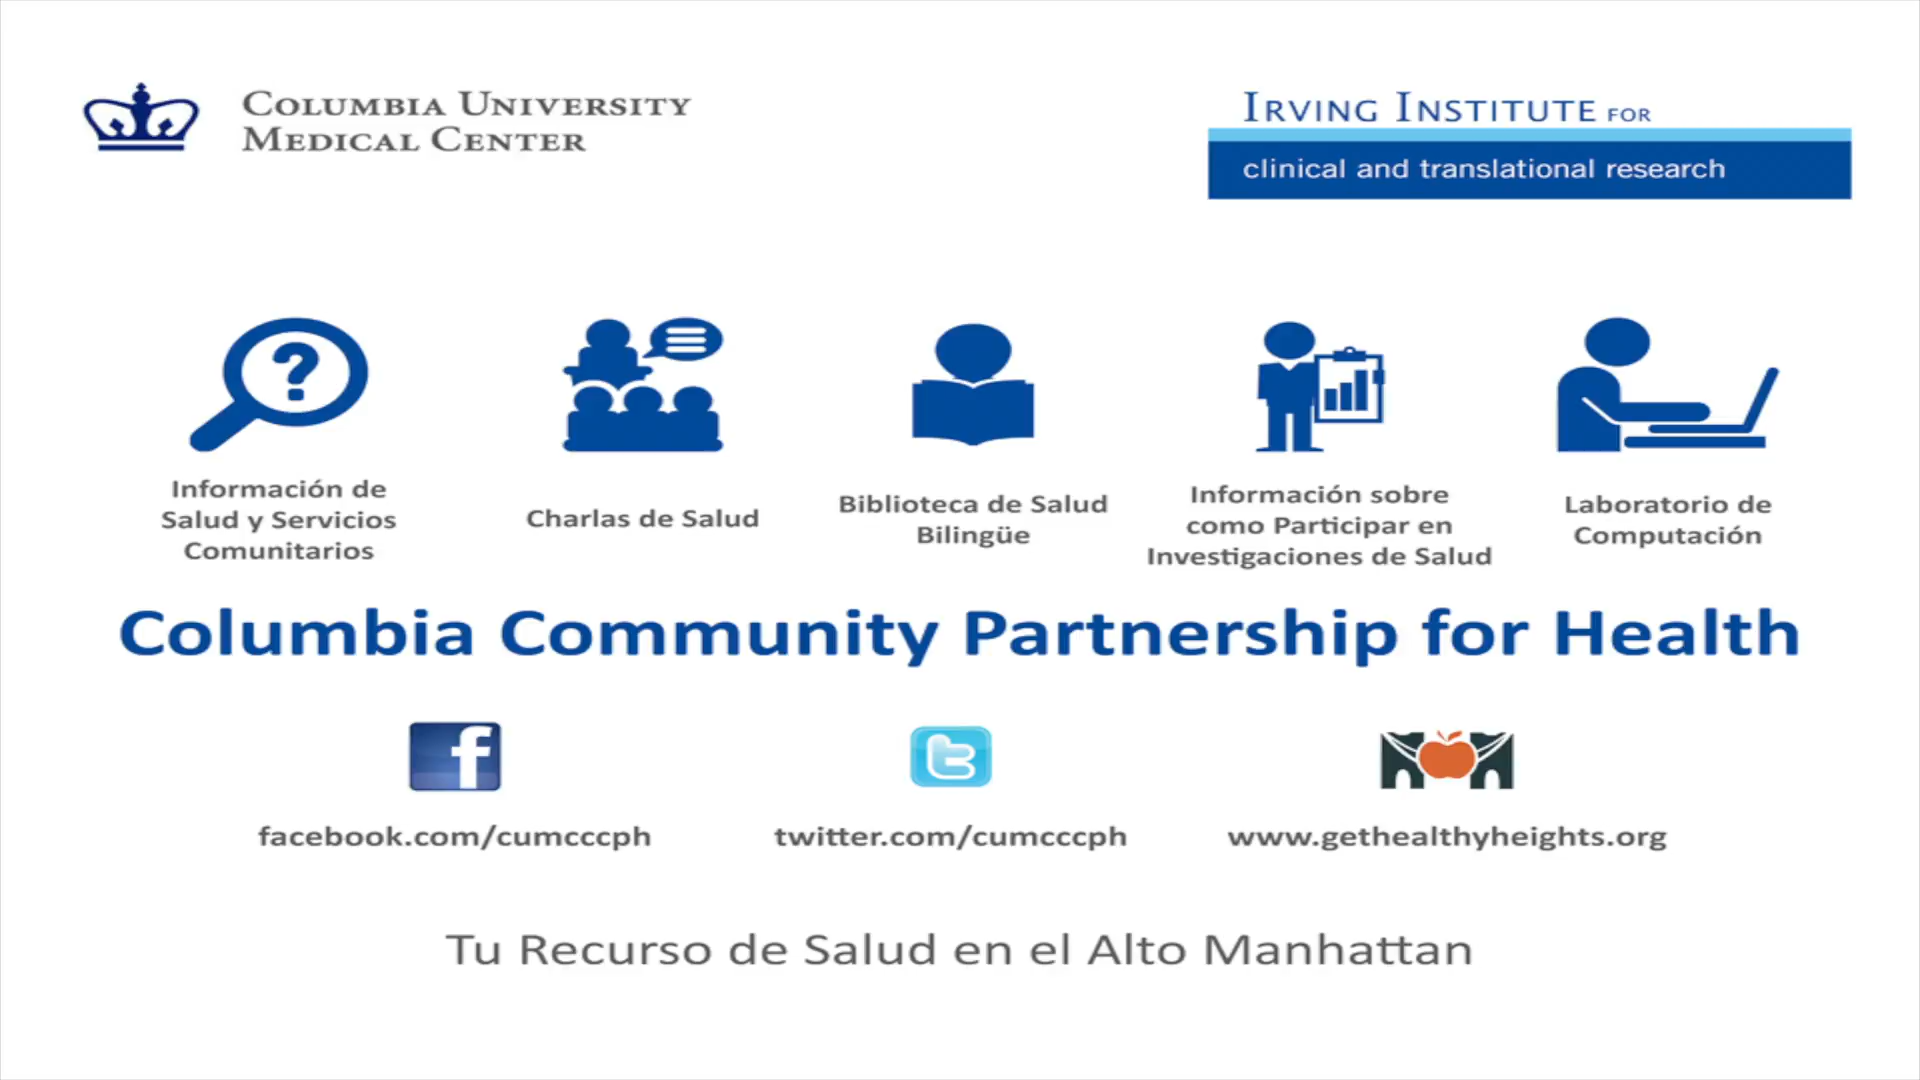 COLUMBIA UNIVERSITY
MEDICAL CENTER
IRVING INSTITUTE FOR
clinical and translational research
?
Información de
Salud y Servicios
Comunitarios
Charlas de Salud
Biblioteca de Salud
Bilingüe
Información sobre
como Participar en
Investigaciones de Salud
Laboratorio de
Computación
Columbia Community Partnership for Health
f
t
facebook.com/cumcccph
twitter.com/cumcccph
www.gethealthyheights.org
Tu Recurso de Salud en el Alto Manhattan